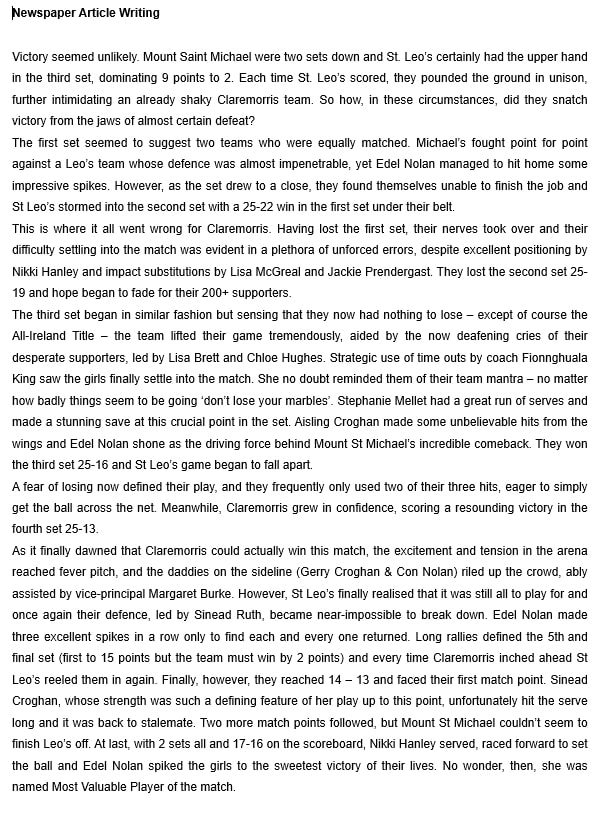 Newspaper Article Writing
Victory seemed unlikely. Mount Saint Michael were two sets down and St. Leo's certainly had the upper hand
in the third set, dominating 9 points to 2. Each time St. Leo's scored, they pounded the ground in unison,
further intimidating an already shaky Claremorris team. So how, in these circumstances, did they snatch
victory from the jaws of almost certain defeat?
The first set seemed to suggest two teams who were equally matched. Michael's fought point for point
against a Leo's team whose defence was almost impenetrable, yet Edel Nolan managed to hit home some
impressive spikes. However, as the set drew to a close, they found themselves unable to finish the job and
St Leo's stormed into the second set with a 25-22 win in the first set under their belt.
This is where it all went wrong for Claremorris. Having lost the first set, their nerves took over and their
difficulty settling into the match was evident in a plethora of unforced errors, despite excellent positioning by
Nikki Hanley and impact substitutions by Lisa McGreal and Jackie Prendergast. They lost the second set 25-
19 and hope began to fade for their 200+ supporters.
The third set began in similar fashion but sensing that they now had nothing to lose – except of course the
All-Ireland Title – the team lifted their game tremendously, aided by the now deafening cries of their
desperate supporters, led by Lisa Brett and Chloe Hughes. Strategic use of time outs by coach Fionnghuala
King saw the girls finally settle into the match. She no doubt reminded them of their team mantra – no matter
how badly things seem to be going 'don't lose your marbles'. Stephanie Mellet had a great run of serves and
made a stunning save at this crucial point in the set. Aisling Croghan made some unbelievable hits from the
wings and Edel Nolan shone as the driving force behind Mount St Michael's incredible comeback. They won
the third set 25-16 and St Leo's game began to fall apart.
A fear of losing now defined their play, and they frequently only used two of their three hits, eager to simply
get the ball across the net. Meanwhile, Claremorris grew in confidence, scoring a resounding victory in the
fourth set 25-13.
As it finally dawned that Claremorris could actually win this match, the excitement and tension in the arena
reached fever pitch, and the daddies on the sideline (Gerry Croghan & Con Nolan) riled up the crowd, ably
assisted by vice-principal Margaret Burke. However, St Leo's finally realised that it was still all to play for and
once again their defence, led by Sinead Ruth, became near-impossible to break down. Edel Nolan made
three excellent spikes in a row only to find each and every one returned. Long rallies defined the 5th and
final set (first to 15 points but the team must win by 2 points) and every time Claremorris inched ahead St
Leo's reeled them in again. Finally, however, they reached 14 – 13 and faced their first match point. Sinead
Croghan, whose strength was such a defining feature of her play up to this point, unfortunately hit the serve
long and it was back to stalemate. Two more match points followed, but Mount St Michael couldn't seem to
finish Leo's off. At last, with 2 sets all and 17-16 on the scoreboard, Nikki Hanley served, raced forward to set
the ball and Edel Nolan spiked the girls to the sweetest victory of their lives. No wonder, then, she was
named Most Valuable Player of the match.